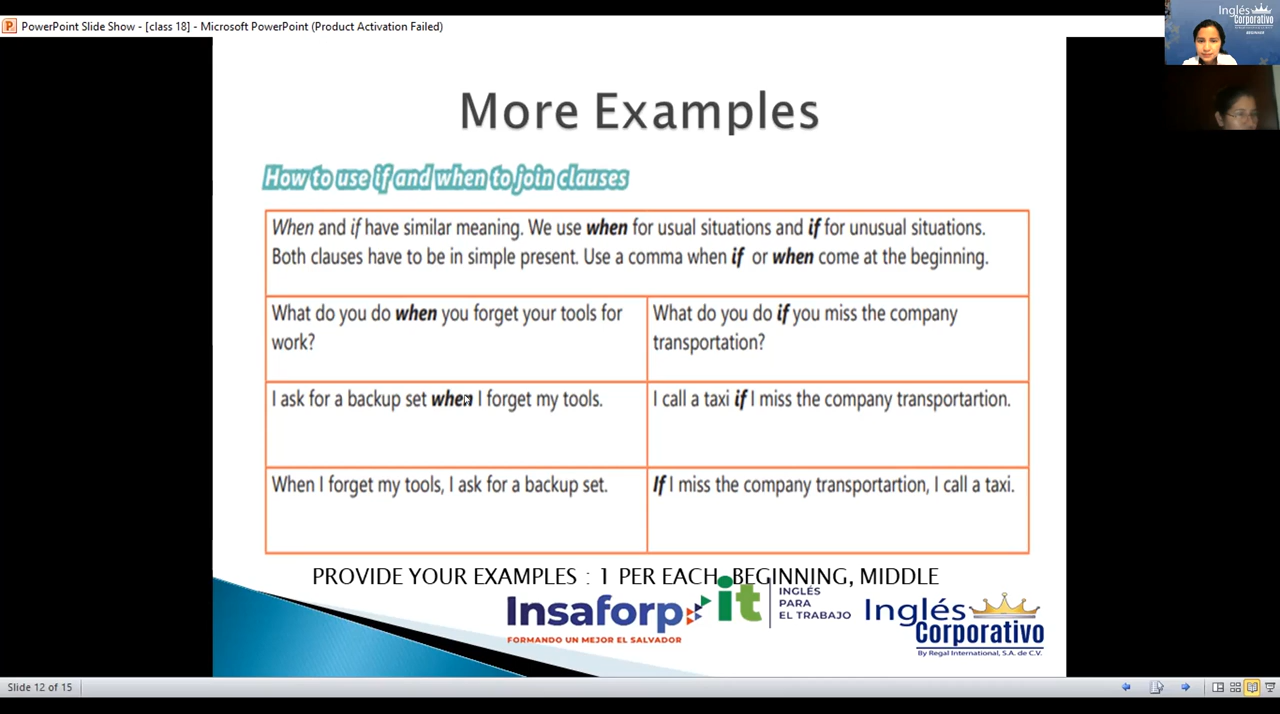 PowerPoint Slide Show - [class 18] - Microsoft PowerPoint (Product Activation Failed)
Inglés
Corporativo
BEGINNER
More Examples
How to use if and when to join clauses
When and if have similar meaning. We use when for usual situations and if for unusual situations.
Both clauses have to be in simple present. Use a comma when if or when come at the beginning.
What do you do when you forget your tools for
work?
What do you do if you miss the company
transportation?
I ask for a backup set when I forget my tools.
I call a taxi if I miss the company transportartion.
When I forget my tools, I ask for a backup set.
If I miss the company transportartion, I call a taxi.
PROVIDE YOUR EXAMPLES : 1 PER EACH BEGINNING, MIDDLE
Insaforp
FORMANDO UN MEJOR EL SALVADOR
it
INGLÉS
PARA
EL TRABAJO
Inglés
Corporativo
By Regal International, S.A. de C.V.
Slide 12 of 15